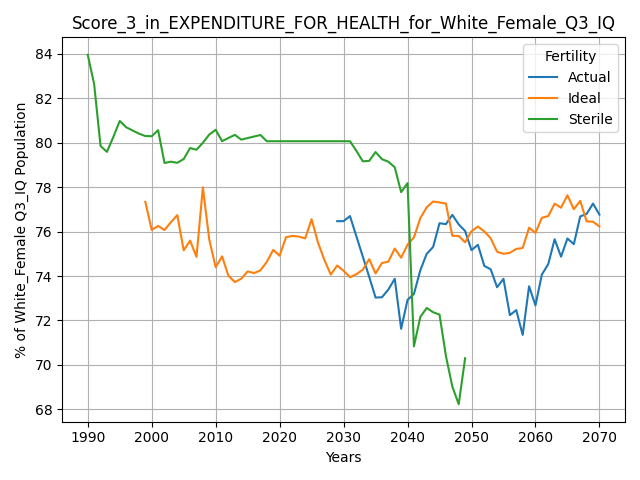 Score_3_in_EXPENDITURE_FOR_HEALTH_for_White_Female_Q3_IQ
Fertility
Actual
Ideal
Sterile
% of White_Female Q3_IQ Population
84
82
80
78
76
74
72
70
68
1990
2000
2010
2020
2030
2040
2050
2060
2070
Years